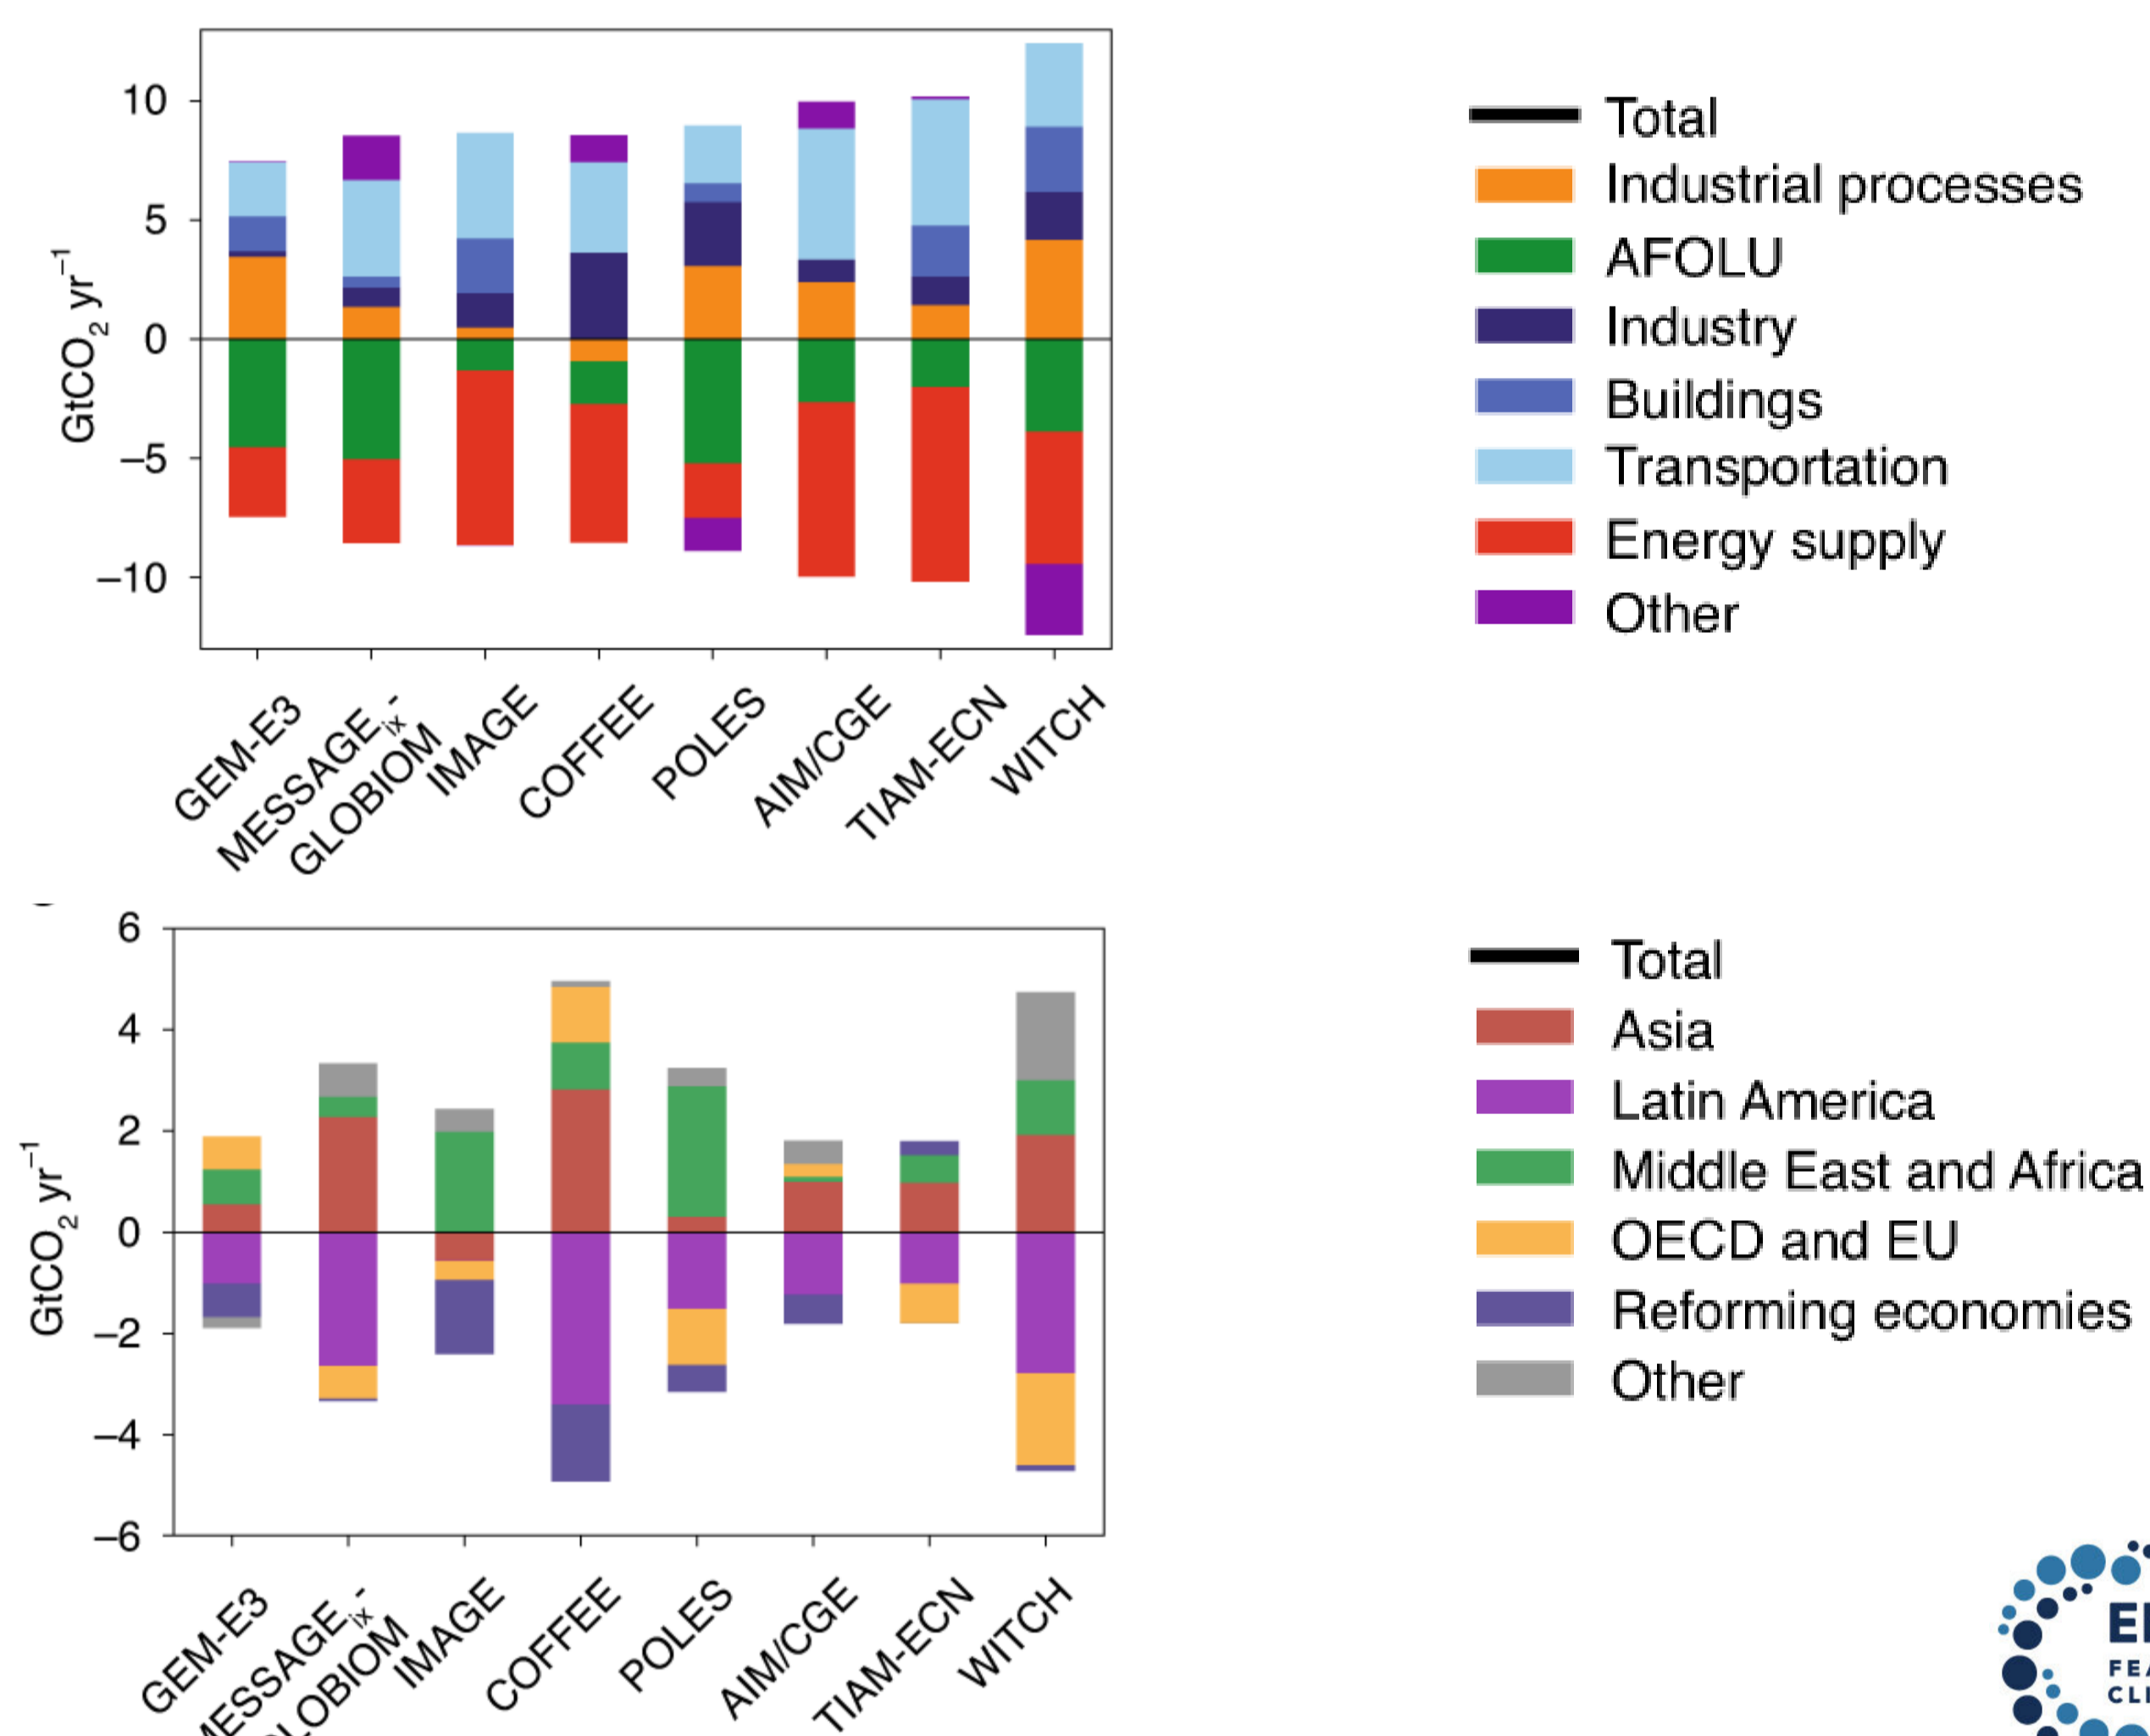 10
5
0
−5
−10
GtCO2 yr−1
GEM-E3
MESSAGEix-
GLOBIOM
IMAGE
COFFEE
POLES
AIM/CGE
TIAM-ECN
WITCH
Total
Industrial processes
AFOLU
Industry
Buildings
Transportation
Energy supply
Other
6
4
2
0
−2
−4
−6
GtCO2 yr−1
GEM-E3
MESSAGEix-
GLOBIOM
IMAGE
COFFEE
POLES
AIM/CGE
TIAM-ECN
WITCH
Total
Asia
Latin America
Middle East and Africa
OECD and EU
Reforming economies
Other